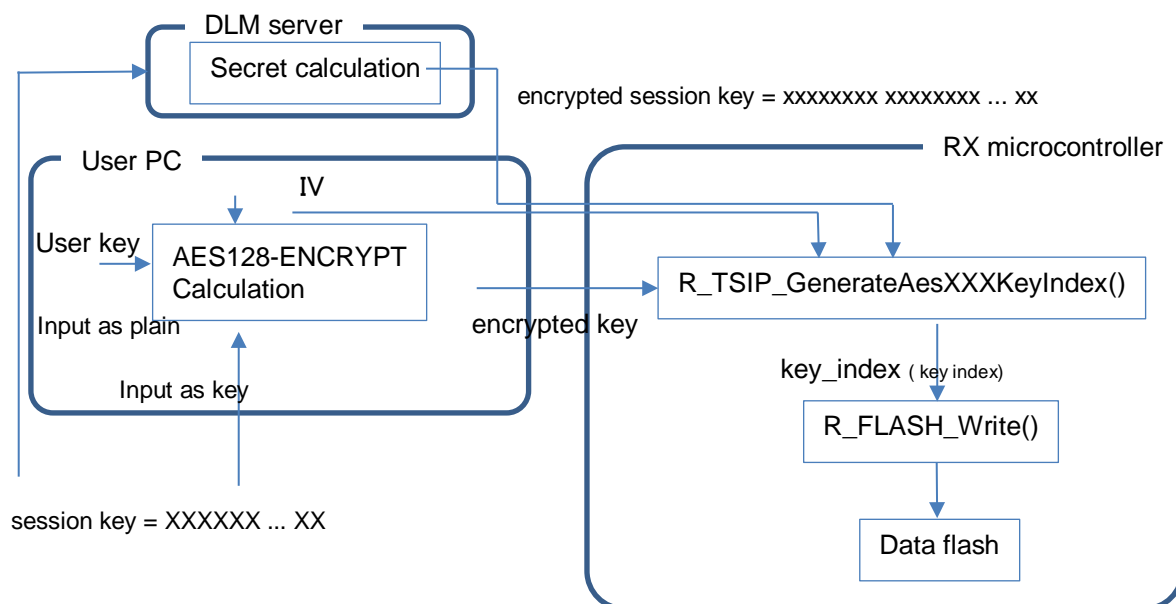 DLM server
Secret calculation
encrypted session key = xxxxxxxx xxxxxxxx ... xx
RX microcontroller
User PC
IV
User key
AES128-ENCRYPT
Calculation
R_TSIP_GenerateAesXXXKeyIndex()
Input as plain
encrypted key
key_index ( key index)
Input as key
R_FLASH_Write()
session key = XXXXXX ... XX
Data flash